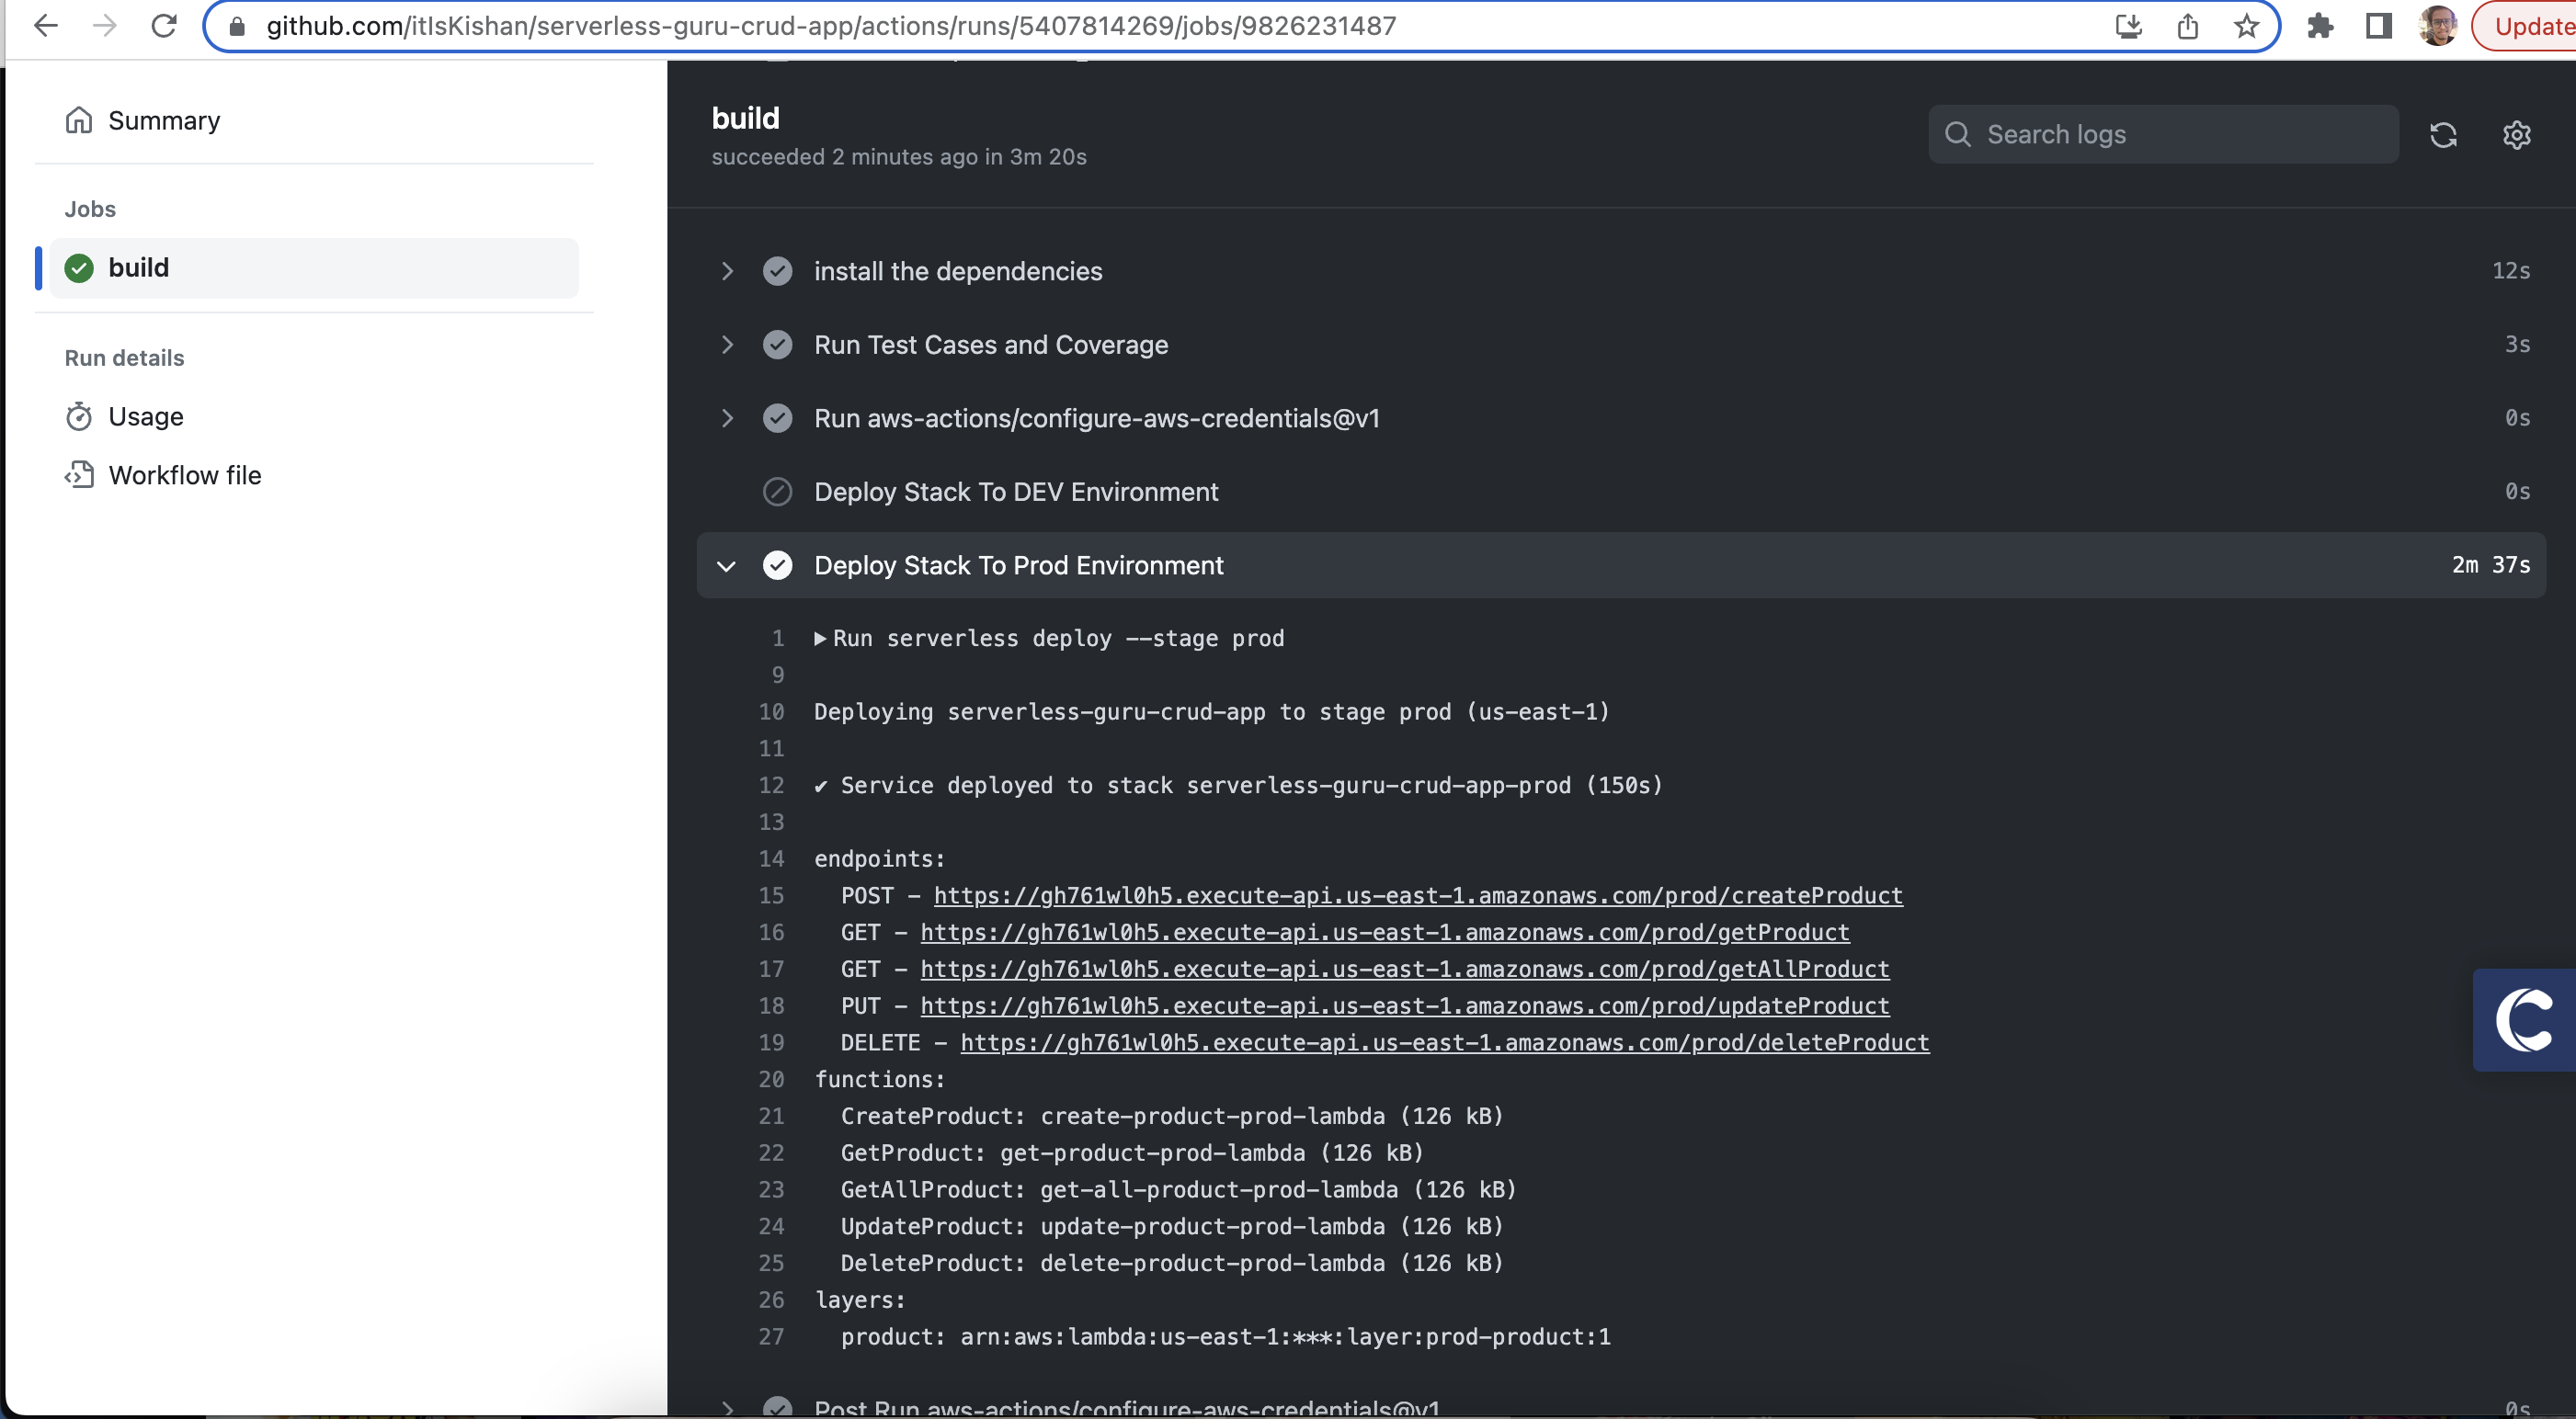 github.com/itIsKishan/serverless-guru-crud-app/actions/runs/5407814269/jobs/9826231487
Update
Summary
Jobs
build
Run details
Usage
Workflow file
build
succeeded 2 minutes ago in 3m 20s
Search logs
install the dependencies 12s
Run Test Cases and Coverage 3s
Run aws-actions/configure-aws-credentials@v1 0s
Deploy Stack To DEV Environment 0s
Deploy Stack To Prod Environment 2m 37s
1 ▶Run serverless deploy --stage prod
9
10 Deploying serverless-guru-crud-app to stage prod (us-east-1)
11
12 ✔ Service deployed to stack serverless-guru-crud-app-prod (150s)
13
14 endpoints:
15 POST - https://gh761wl0h5.execute-api.us-east-1.amazonaws.com/prod/createProduct
16 GET - https://gh761wl0h5.execute-api.us-east-1.amazonaws.com/prod/getProduct
17 GET - https://gh761wl0h5.execute-api.us-east-1.amazonaws.com/prod/getAllProduct
18 PUT - https://gh761wl0h5.execute-api.us-east-1.amazonaws.com/prod/updateProduct
19 DELETE - https://gh761wl0h5.execute-api.us-east-1.amazonaws.com/prod/deleteProduct
20 functions:
21 CreateProduct: create-product-prod-lambda (126 kB)
22 GetProduct: get-product-prod-lambda (126 kB)
23 GetAllProduct: get-all-product-prod-lambda (126 kB)
24 UpdateProduct: update-product-prod-lambda (126 kB)
25 DeleteProduct: delete-product-prod-lambda (126 kB)
26 layers:
27 product: arn:aws:lambda:us-east-1:***:layer:prod-product:1
Post Run aws-actions/configure-aws-credentials@v1 0s